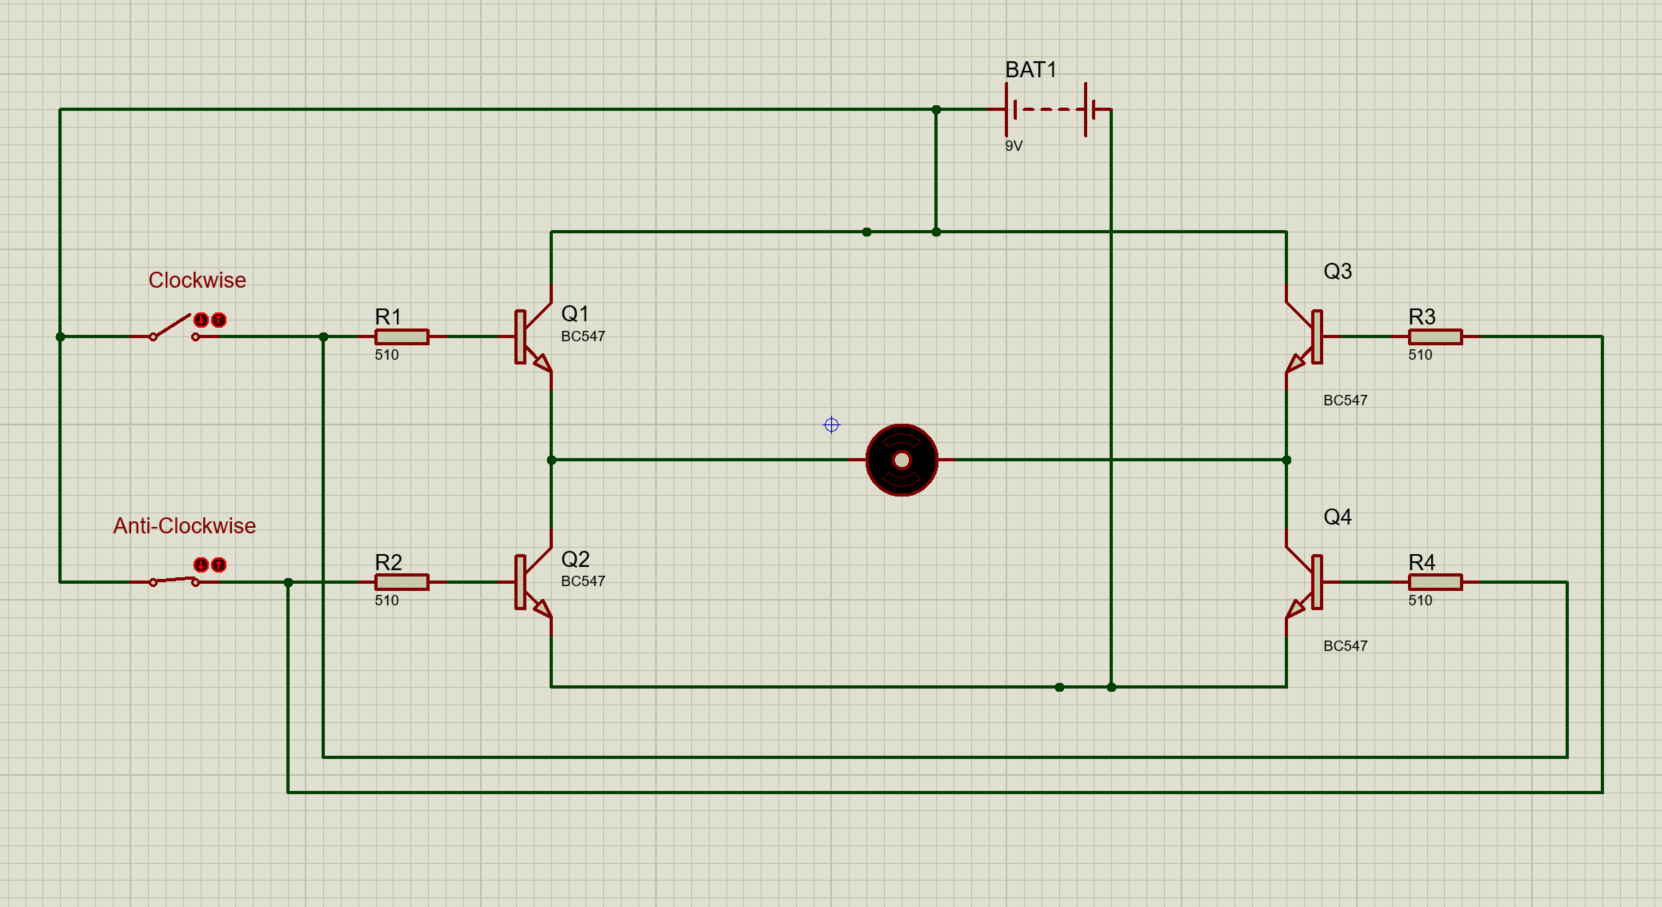 BAT1
9V
Clockwise
R1
510
Q1
BC547
Q3
BC547
R3
510
Anti-Clockwise
R2
510
Q2
BC547
Q4
BC547
R4
510